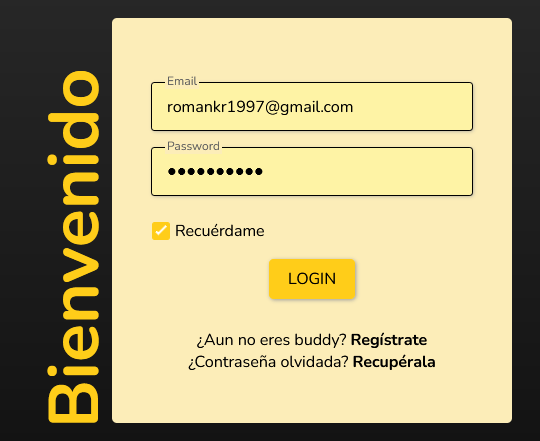 Bienvenido
Email
romankr1997@gmail.com
Password
••••••••••
Recuérdame
LOGIN
¿Aun no eres buddy? Regístrate
¿Contraseña olvidada? Recupérala